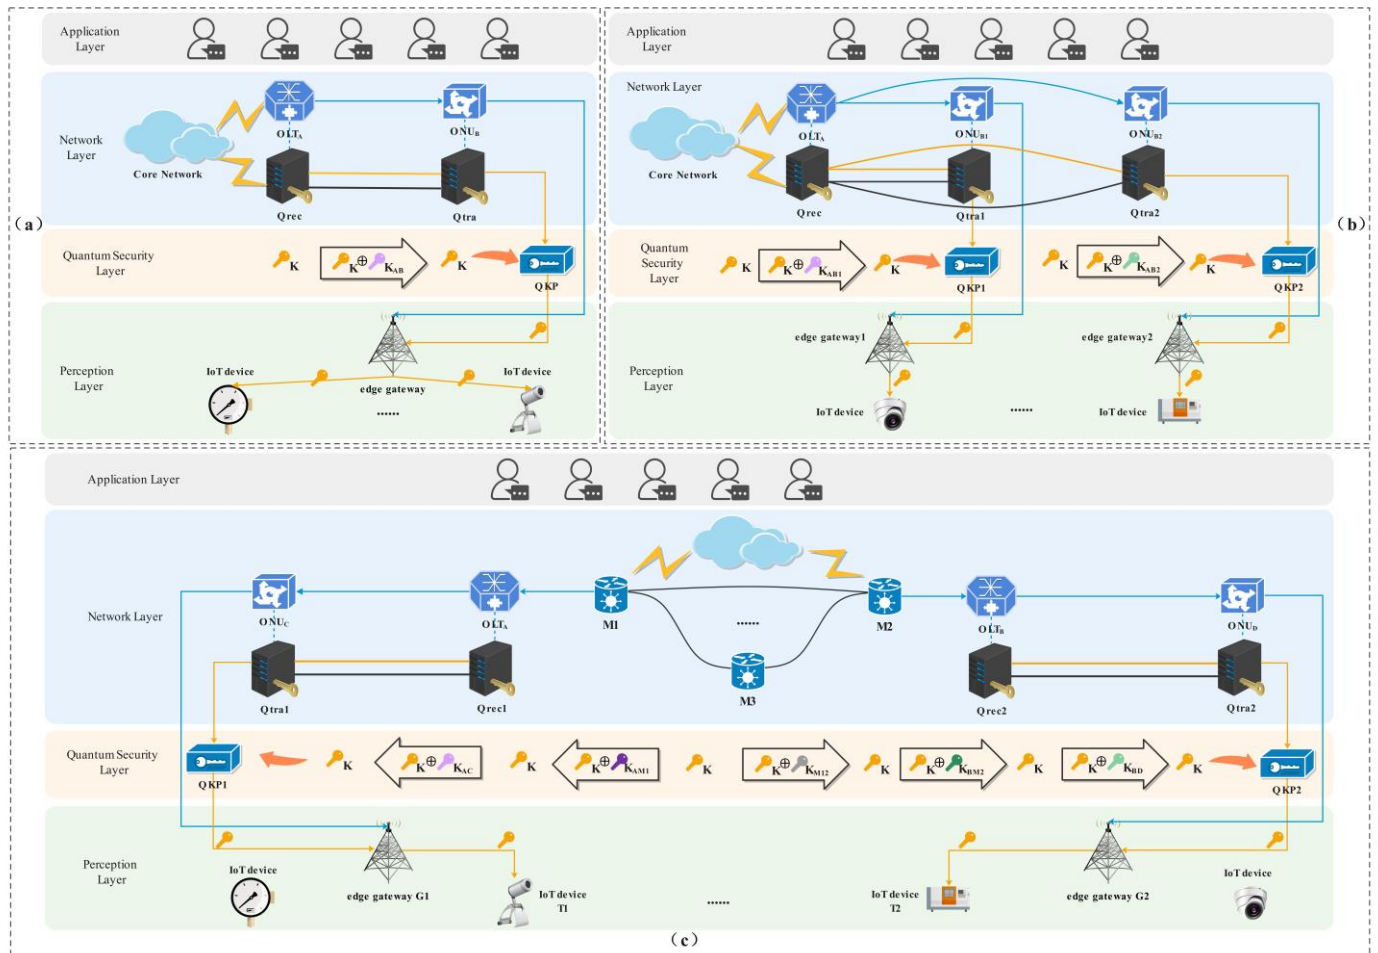 (a)
Application
Layer
Network
Layer
Core Network
OLTA
ONUB
Qrec
Qtra
Quantum Security
Layer
K
K⊕KAB
K
QKP
Perception
Layer
IoT device
edge gateway
IoT device
......
(b)
Application
Layer
Network Layer
Core Network
OLTA
ONUB1
ONUB2
Qrec
Qtra1
Qtra2
Quantum
Security
Layer
K
K⊕KAB1
K
QKP1
K
K⊕KAB2
K
QKP2
Perception
Layer
edge gateway1
edge gateway2
IoT device
......
IoT device
Application Layer
Network Layer
ONUC
OLTA
M1
......
M2
OLTB
ONUD
Qtra1
Qrec1
M3
Qrec2
Qtra2
Quantum Security
Layer
QKP1
K
K⊕KAC
K
K⊕KAM1
K
K⊕KM12
K
K⊕KBM2
K
K⊕KBD
K
QKP2
Perception
Layer
IoT device
edge gateway G1
IoT device
T1
......
IoT device
T2
edge gateway G2
IoT device
(c)